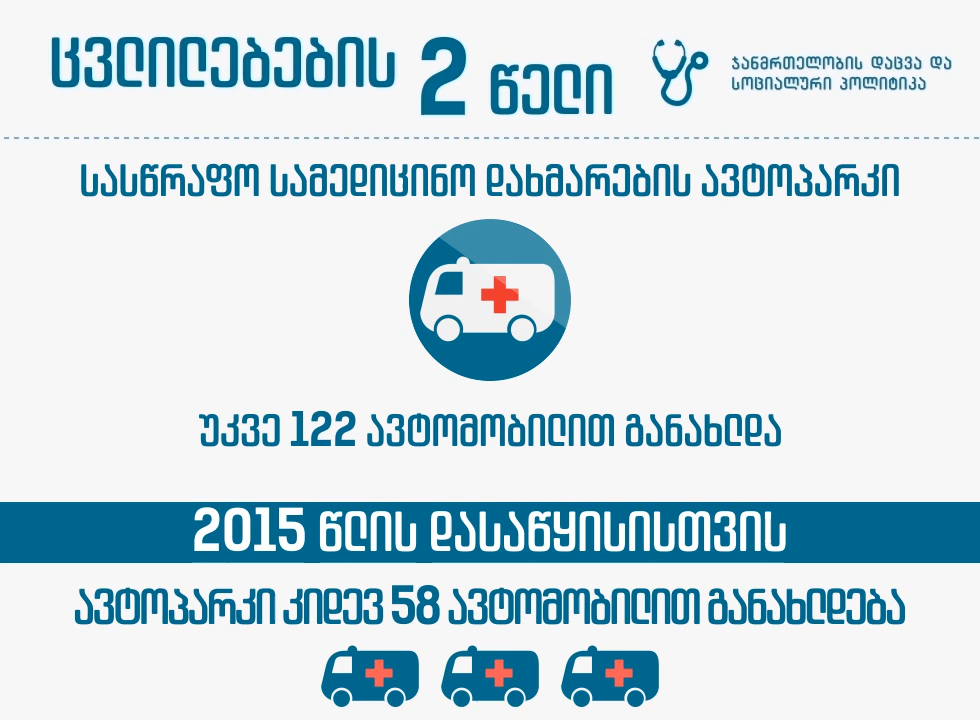 ცვლილებების 2 წელი
ჯანმრთელობის დაცვა და
სოციალური პოლიტიკა
სასწრაფო სამედიცინო დახმარების ავტოპარკი
უკვე 122 ავტომობილით განახლდა
2015 წლის დასაწყისისთვის
ავტოპარკი კიდევ 58 ავტომობილით განახლდება